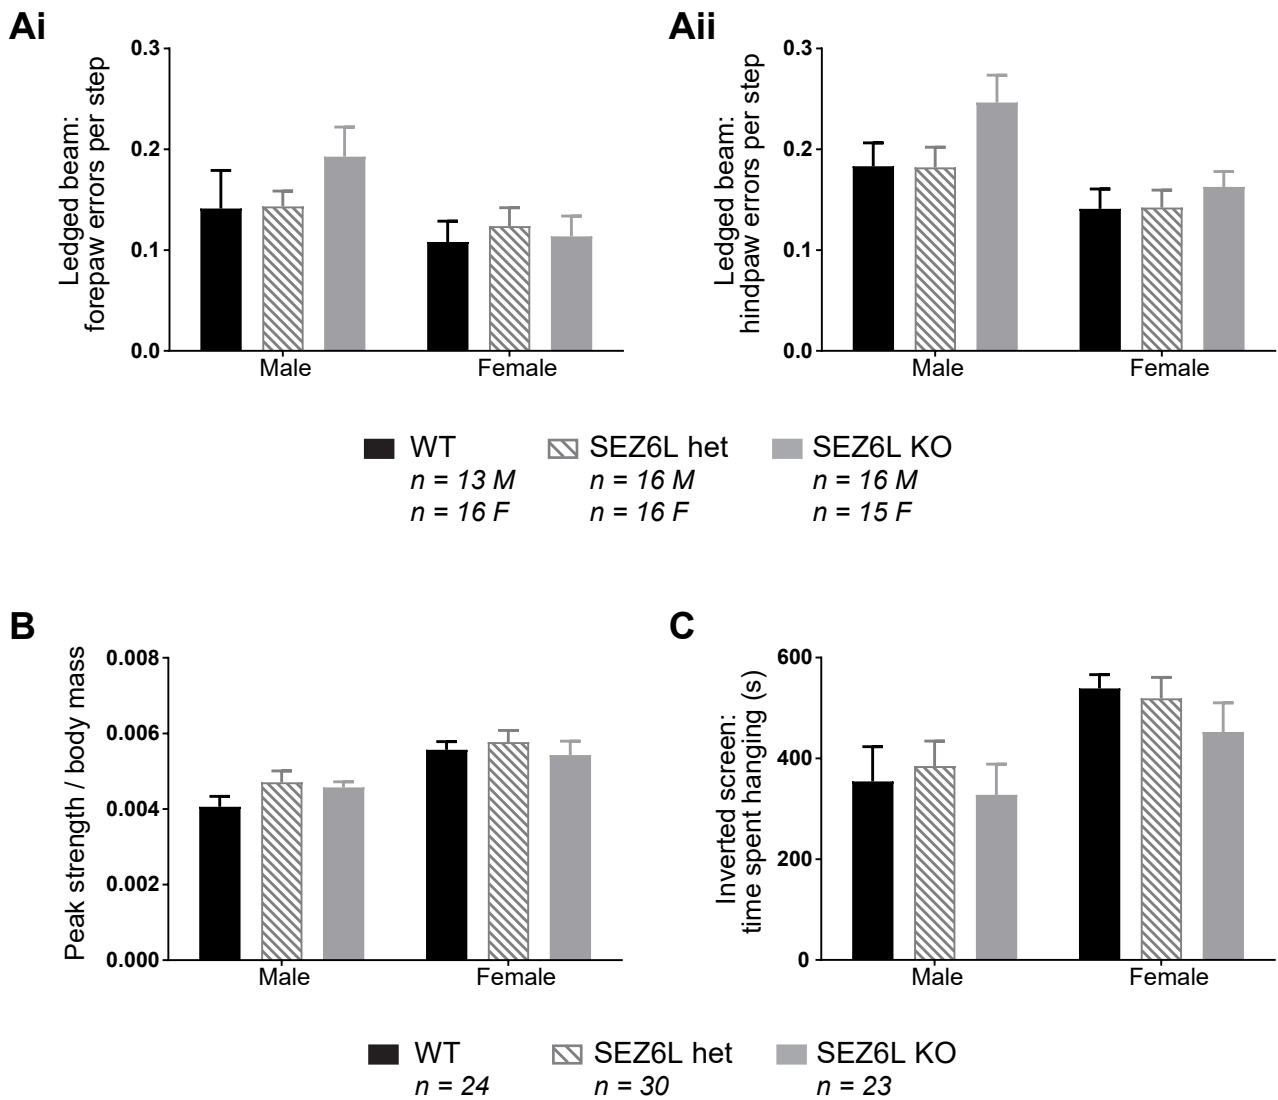 Ai
Ledged beam:
forepaw errors per step
0.3
0.2
0.1
0.0
Male
Female
Aii
Ledged beam:
hindpaw errors per step
0.3
0.2
0.1
0.0
Male
Female
WT
n = 13 M
n = 16 F
SEZ6L het
n = 16 M
n = 16 F
SEZ6L KO
n = 16 M
n = 15 F
B
Peak strength / body mass
0.008
0.006
0.004
0.002
0.000
Male
Female
C
Inverted screen:
time spent hanging (s)
600
400
200
0
Male
Female
WT
n = 24
SEZ6L het
n = 30
SEZ6L KO
n = 23